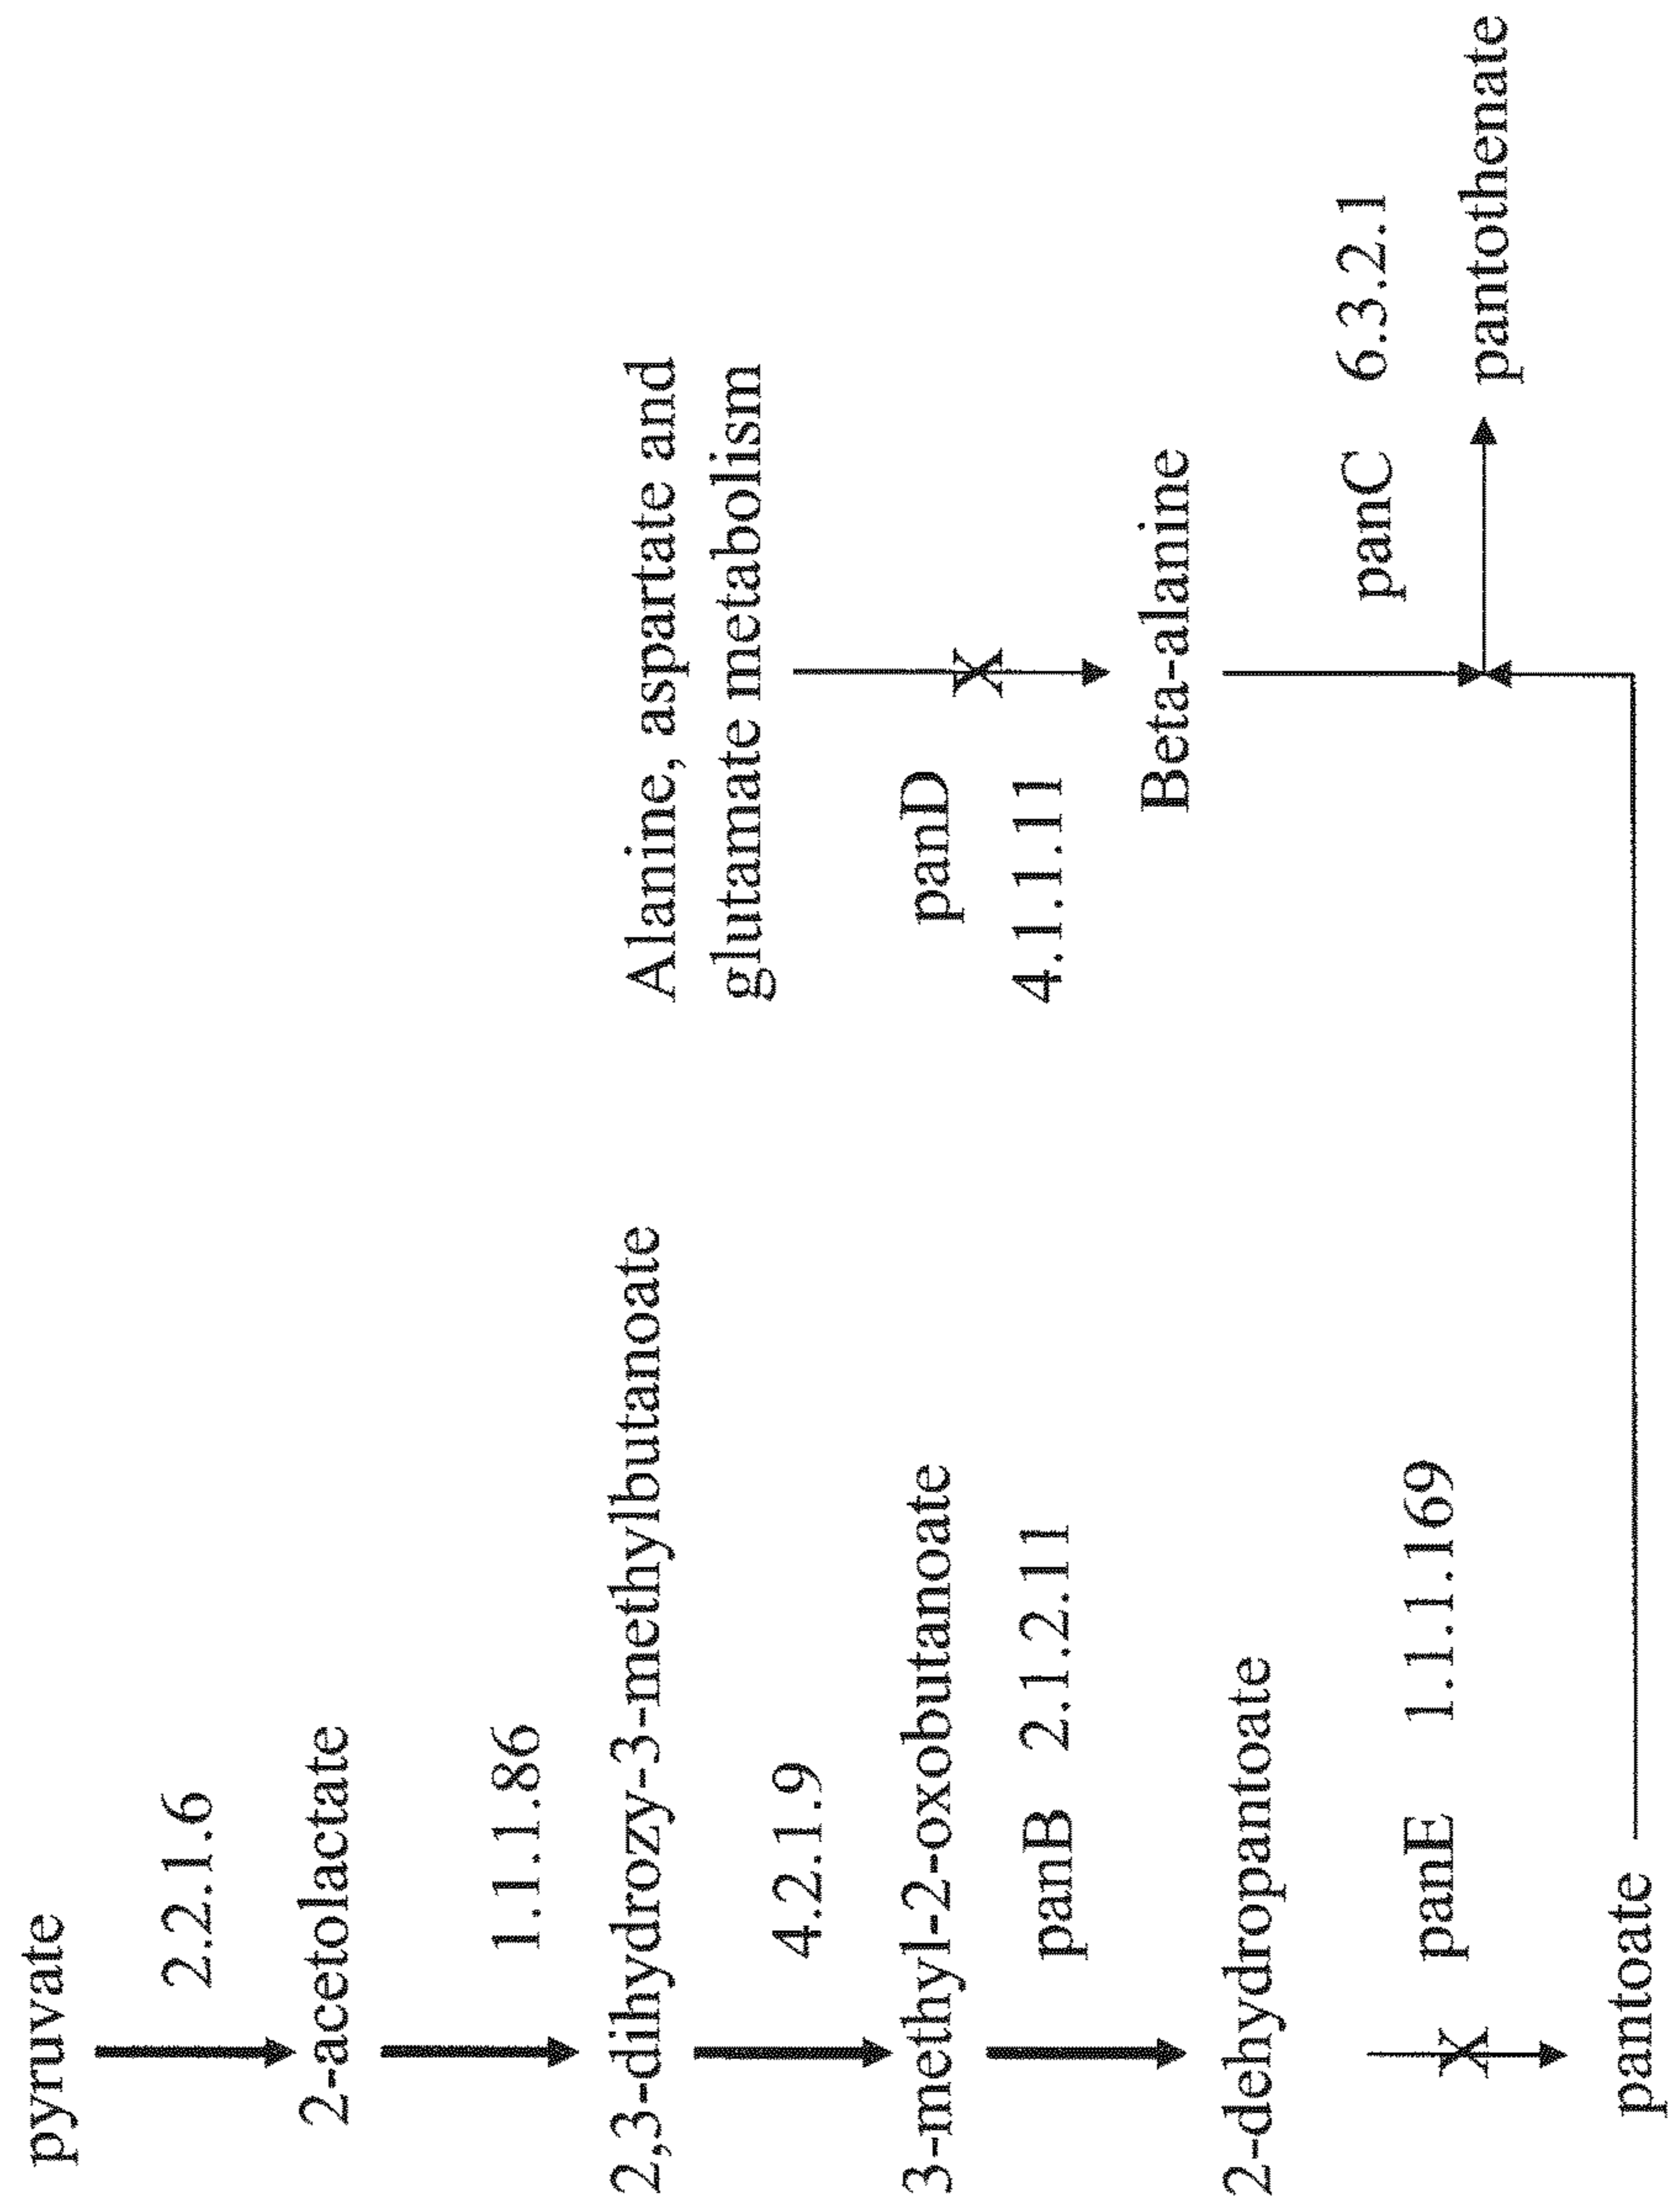 pyruvate
2.2.1.6
2-acetolactate
1.1.1.86
2,3-dihydrozy-3-methylbutanoate
4.2.1.9
3-methyl-2-oxobutanoate
panB 2.1.2.11
2-dehydropantoate
panE 1.1.1.169
X
pantoate
Alanine, aspartate and
glutamate metabolism
panD
X
4.1.1.11
Beta-alanine
panC 6.3.2.1
pantothenate